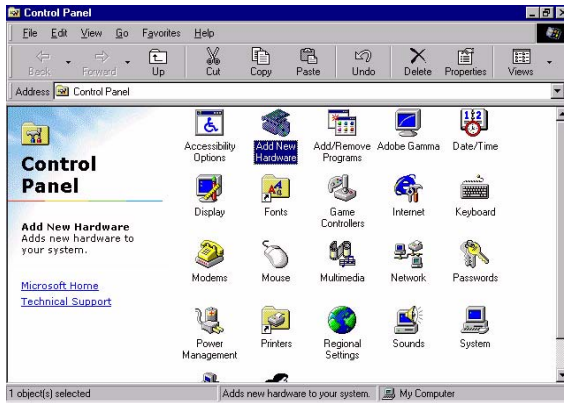 Control Panel
File Edit View Go Favorites Help
Back Forward Up Cut Copy Paste Undo Delete Properties Views
Address Control Panel
Control
Panel
Add New Hardware
Adds new hardware to
your system.
Microsoft Home
Technical Support
Accessibility
Options
Add New
Hardware
Add/Remove
Programs
Adobe Gamma
Date/Time
Display
Fonts
Game
Controllers
Internet
Keyboard
Modems
Mouse
Multimedia
Network
Passwords
Power
Management
Printers
Regional
Settings
Sounds
System
1 object(s) selected
Adds new hardware to your system.
My Computer